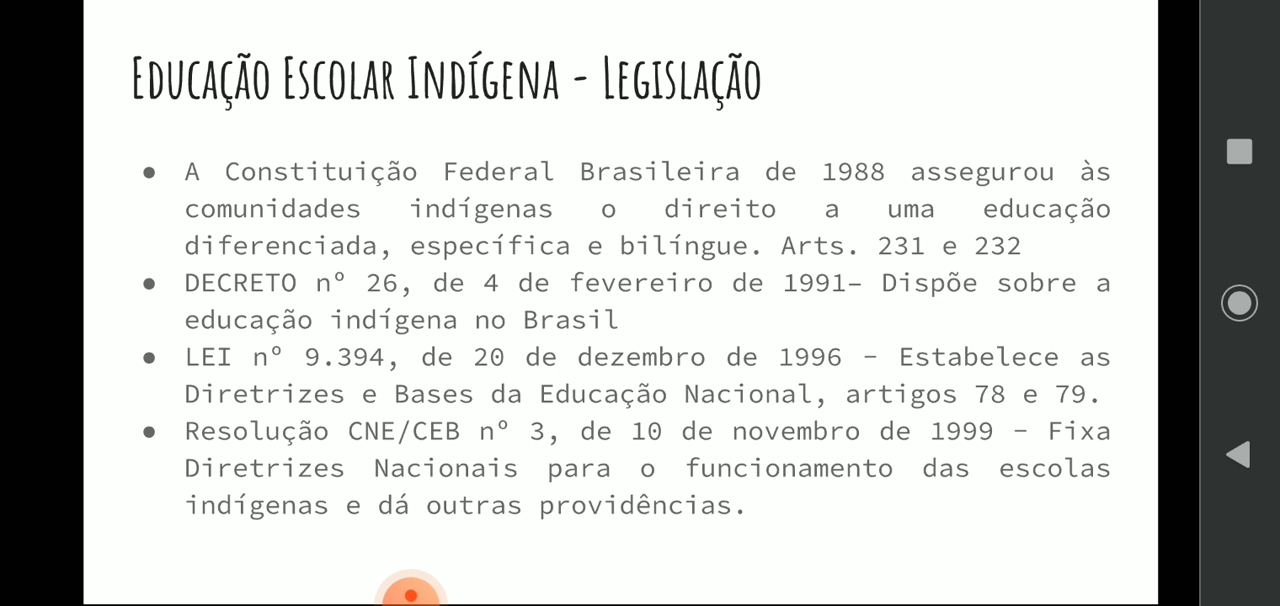 Educação Escolar Indígena - Legislação
● A Constituição Federal Brasileira de 1988 assegurou às
comunidades indígenas o direito a uma educação
diferenciada, específica e bilíngue. Arts. 231 e 232
● DECRETO nº 26, de 4 de fevereiro de 1991– Dispõe sobre a
educação indígena no Brasil
● LEI nº 9.394, de 20 de dezembro de 1996 - Estabelece as
Diretrizes e Bases da Educação Nacional, artigos 78 e 79.
● Resolução CNE/CEB nº 3, de 10 de novembro de 1999 - Fixa
Diretrizes Nacionais para o funcionamento das escolas
indígenas e dá outras providências.